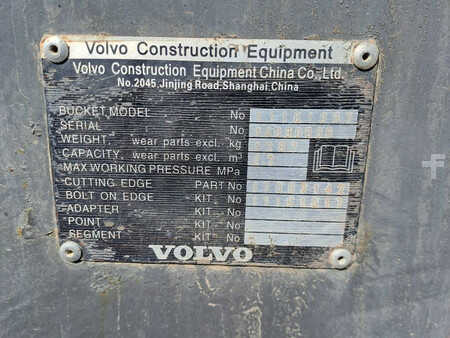 Volvo Construction Equipment
Volvo Construction Equipment China Co.,Ltd.
No.2045,Jinjing Road,Shanghai,China
BUCKET MODEL No
SERIAL No
WEIGHT, wear parts excl. kg
CAPACITY, wear parts excl. m³
MAX WORKING PRESSURE MPa
CUTTING EDGE PART No
BOLT ON EDGE KIT No
ADAPTER KIT No
POINT KIT No
SEGMENT KIT No
VOLVO